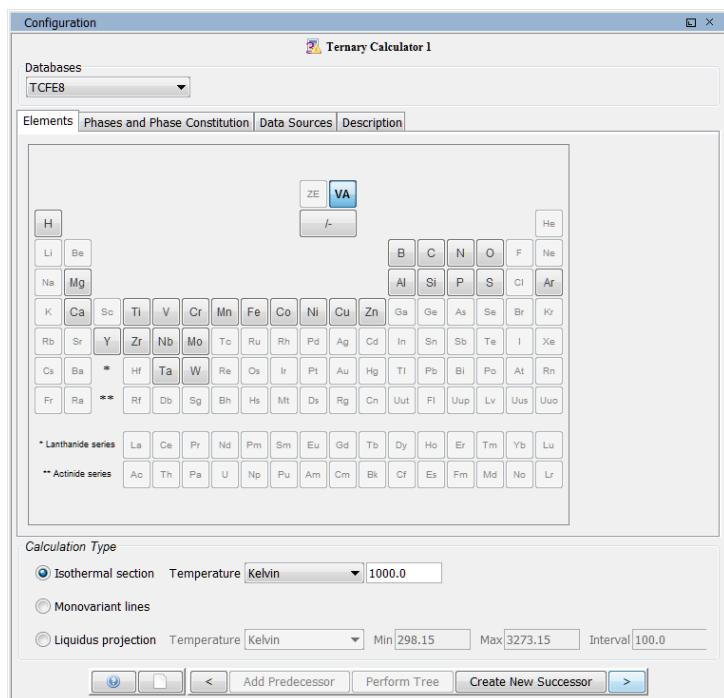 Configuration
Ternary Calculator 1
Databases
TCFE8
Elements Phases and Phase Constitution Data Sources Description
ZE VA
H /- He
Li Be B C N O F Ne
Na Mg Al Si P S Cl Ar
K Ca Sc Ti V Cr Mn Fe Co Ni Cu Zn Ga Ge As Se Br Kr
Rb Sr Y Zr Nb Mo Tc Ru Rh Pd Ag Cd In Sn Sb Te I Xe
Cs Ba * Hf Ta W Re Os Ir Pt Au Hg Tl Pb Bi Po At Rn
Fr Ra ** Rf Db Sg Bh Hs Mt Ds Rg Cn Uut Fl Uup Lv Uus Uuo
* Lanthanide series La Ce Pr Nd Pm Sm Eu Gd Tb Dy Ho Er Tm Yb Lu
** Actinide series Ac Th Pa U Np Pu Am Cm Bk Cf Es Fm Md No Lr
Calculation Type
Isothermal section Temperature Kelvin 1000.0
Monovariant lines
Liquidus projection Temperature Kelvin Min 298.15 Max 3273.15 Interval 100.0
< Add Predecessor Perform Tree Create New Successor >